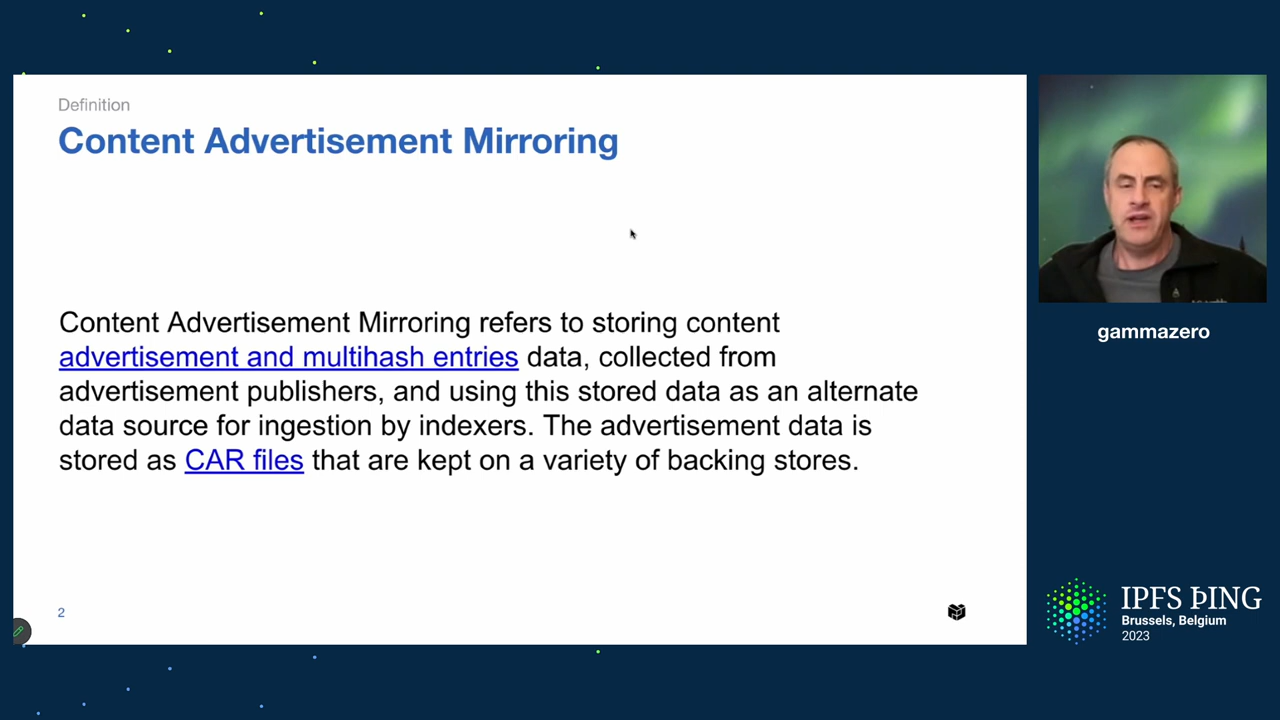 Definition
Content Advertisement Mirroring
Content Advertisement Mirroring refers to storing content
advertisement and multihash entries data, collected from
advertisement publishers, and using this stored data as an alternate
data source for ingestion by indexers. The advertisement data is
stored as CAR files that are kept on a variety of backing stores.
2
gammazero
IPFS ÞING
Brussels, Belgium
2023